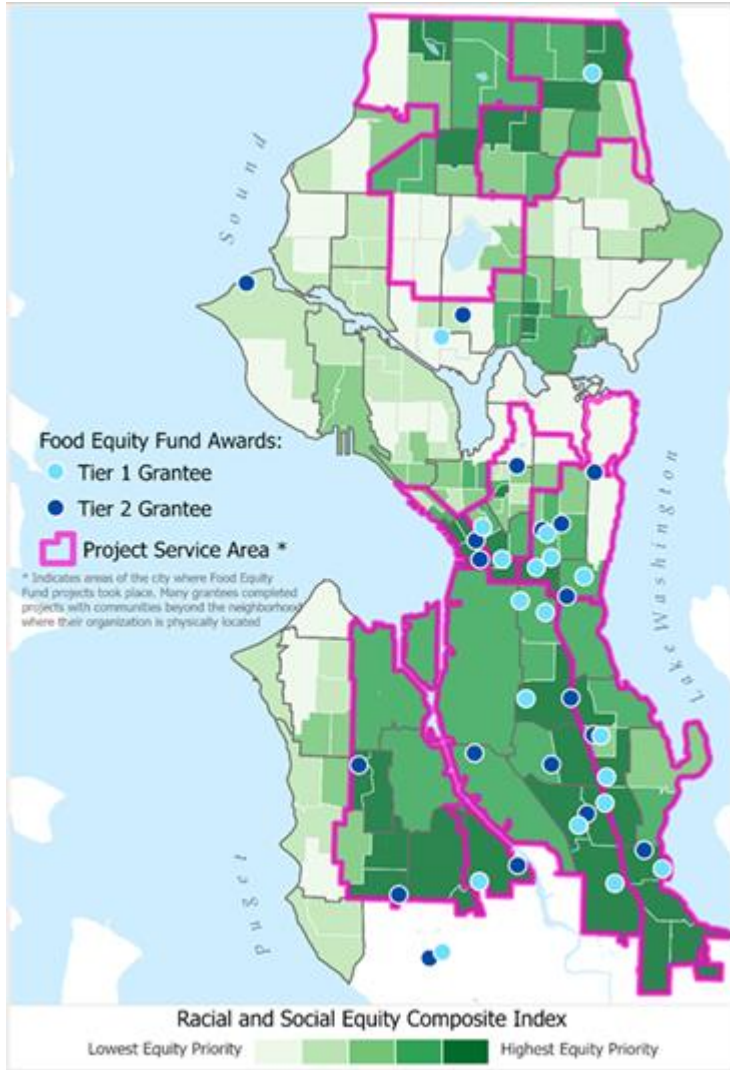 Sound
Food Equity Fund Awards:
Tier 1 Grantee
Tier 2 Grantee
Project Service Area *
* Indicates areas of the city where Food Equity
Fund projects took place. Many grantees completed
projects with communities beyond the neighborhood
where their organization is physically located
Lake Washington
Puget
Racial and Social Equity Composite Index
Lowest Equity Priority
Highest Equity Priority